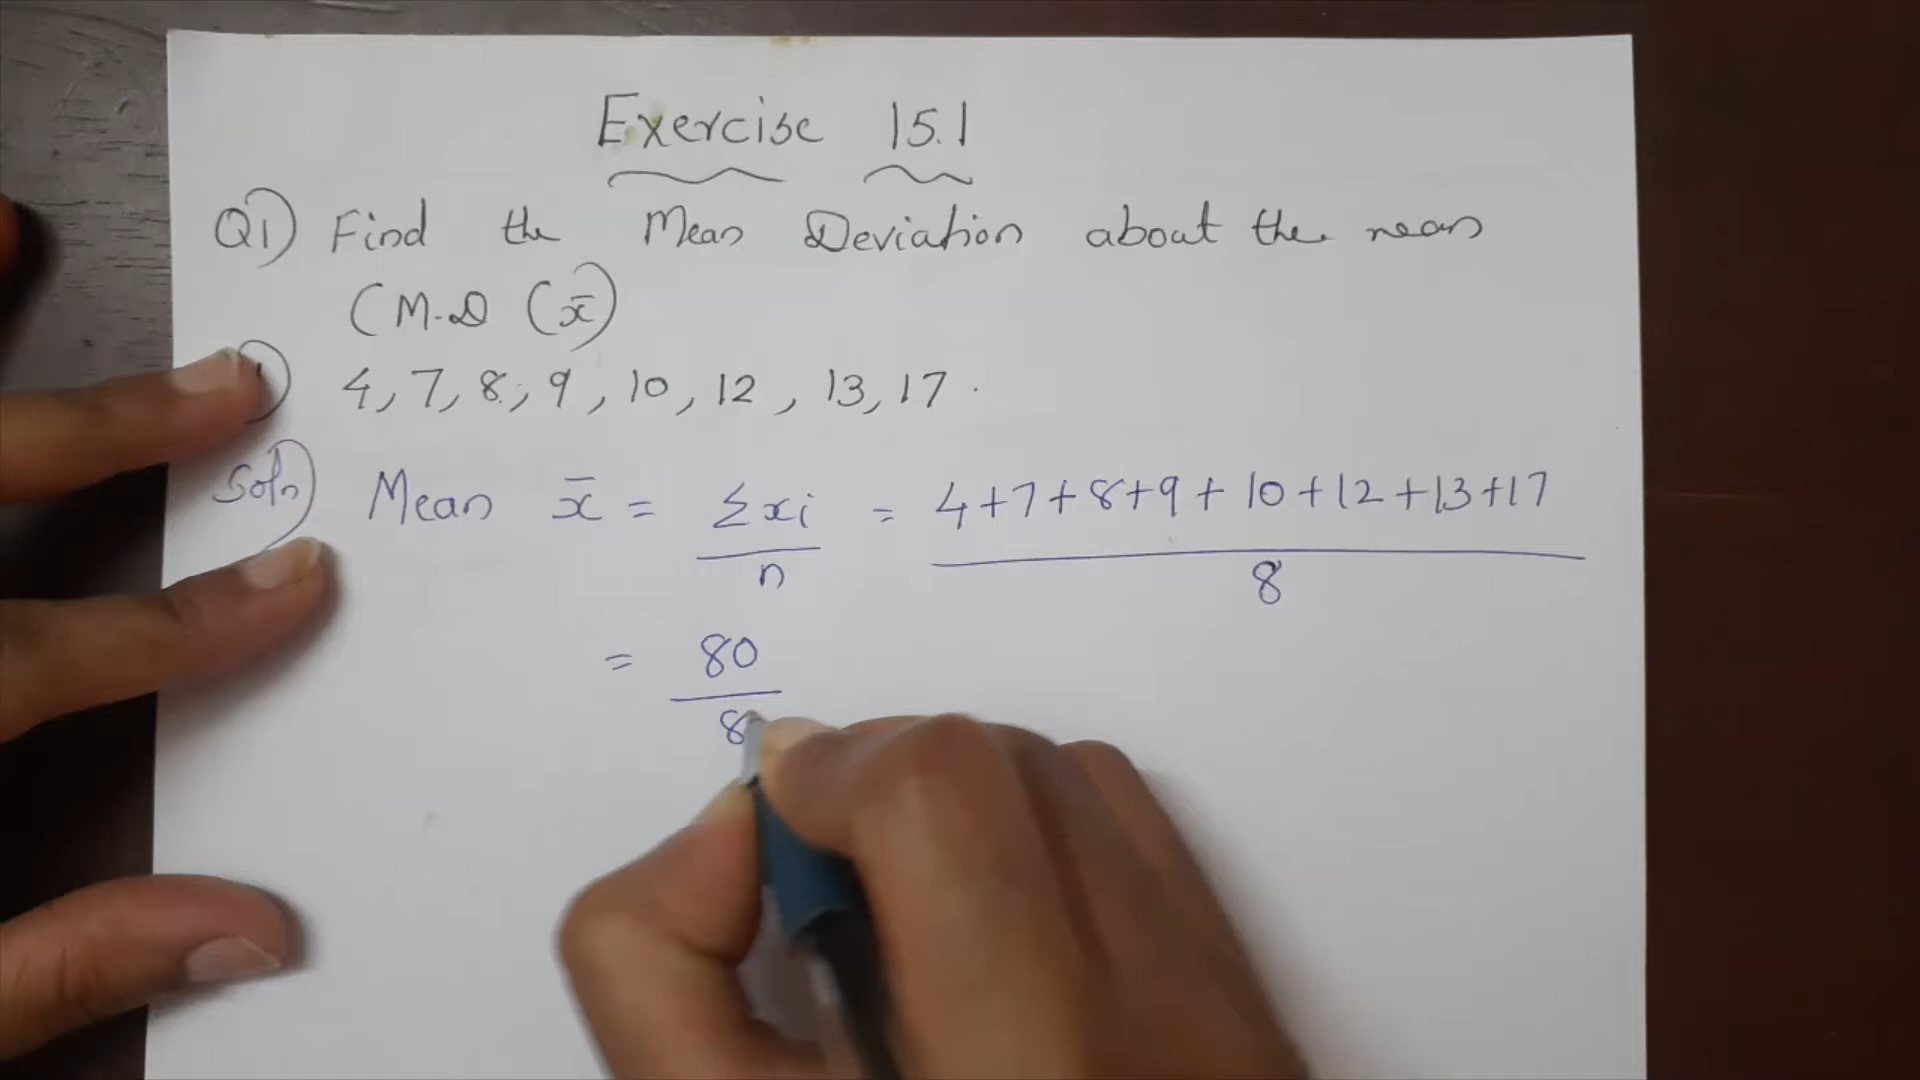 Exercise 15.1
Q1) Find the Mean Deviation about the mean
(M.D (x̄)
1) 4, 7, 8, 9, 10, 12, 13, 17.
Soln) Mean x̄ = Σxi / n = 4+7+8+9+10+12+13+17 / 8
= 80 / 8